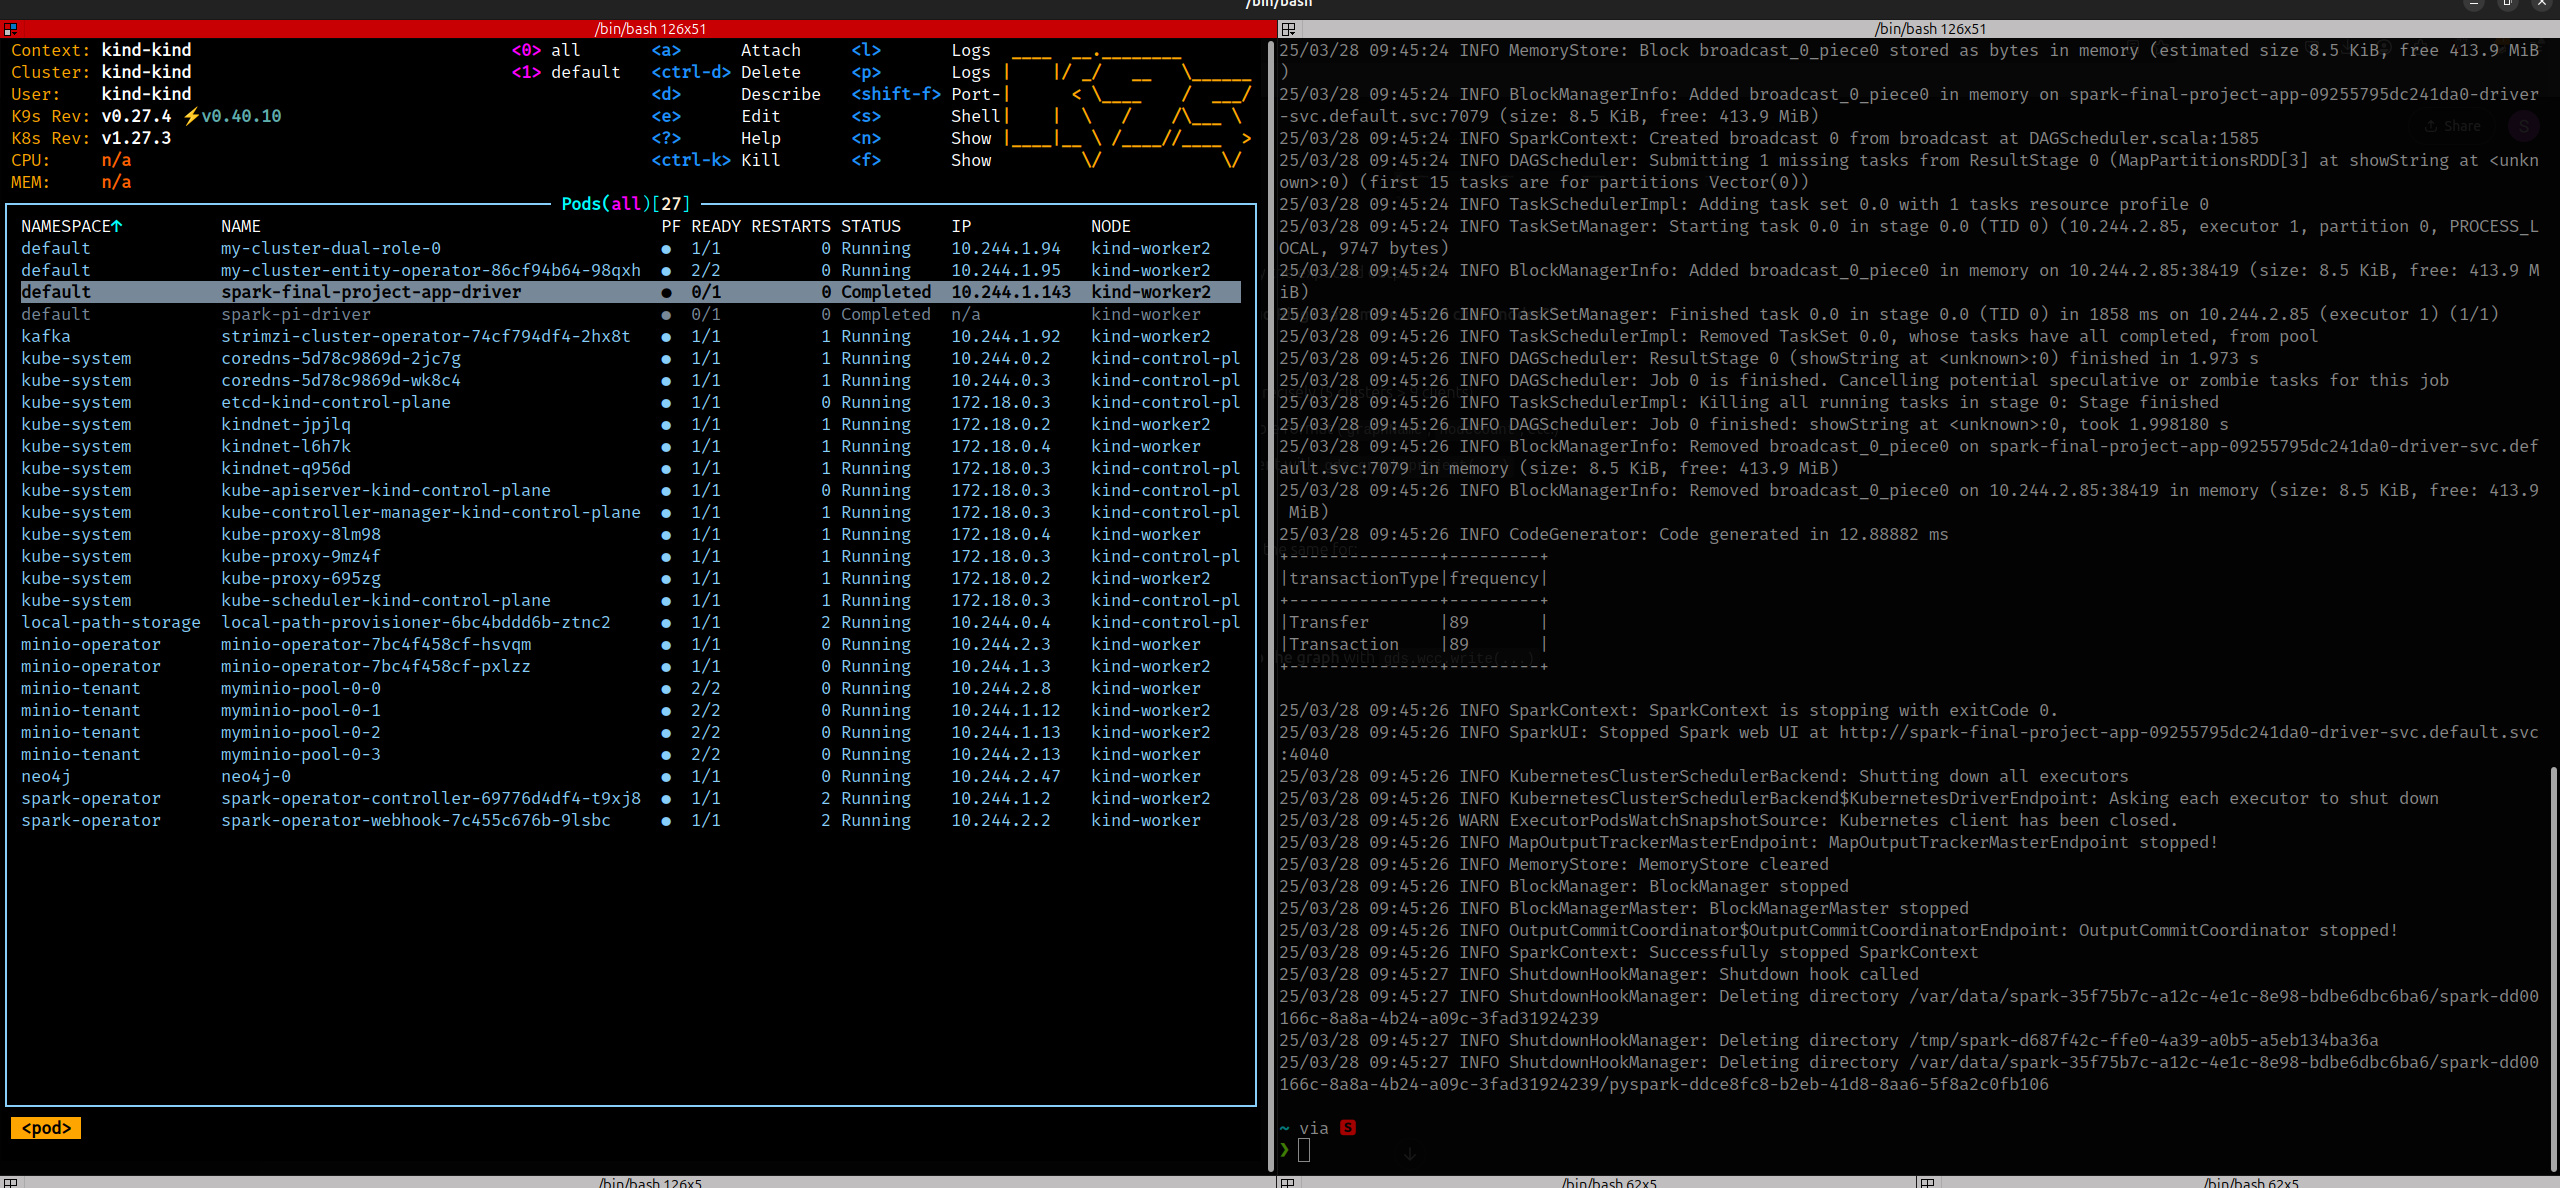 /bin/bash
/bin/bash 126x51
Context: kind-kind <0> all <a> Attach <l> Logs
Cluster: kind-kind <1> default <ctrl-d> Delete <p> Logs
User: kind-kind <d> Describe <shift-f> Port-
K9s Rev: v0.27.4 ⚡v0.40.10 <e> Edit <s> Shell
K8s Rev: v1.27.3 <?> Help <n> Show
CPU: n/a <ctrl-k> Kill <f> Show
MEM: n/a
Pods(all)[27]
NAMESPACE↑ NAME PF READY RESTARTS STATUS IP NODE
default my-cluster-dual-role-0 ● 1/1 0 Running 10.244.1.94 kind-worker2
default my-cluster-entity-operator-86cf94b64-98qxh ● 2/2 0 Running 10.244.1.95 kind-worker2
default spark-final-project-app-driver ● 0/1 0 Completed 10.244.1.143 kind-worker2
default spark-pi-driver ● 0/1 0 Completed n/a kind-worker
kafka strimzi-cluster-operator-74cf794df4-2hx8t ● 1/1 1 Running 10.244.1.92 kind-worker2
kube-system coredns-5d78c9869d-2jc7g ● 1/1 1 Running 10.244.0.2 kind-control-pl
kube-system coredns-5d78c9869d-wk8c4 ● 1/1 1 Running 10.244.0.3 kind-control-pl
kube-system etcd-kind-control-plane ● 1/1 0 Running 172.18.0.3 kind-control-pl
kube-system kindnet-jpjlq ● 1/1 1 Running 172.18.0.2 kind-worker2
kube-system kindnet-l6h7k ● 1/1 1 Running 172.18.0.4 kind-worker
kube-system kindnet-q956d ● 1/1 1 Running 172.18.0.3 kind-control-pl
kube-system kube-apiserver-kind-control-plane ● 1/1 0 Running 172.18.0.3 kind-control-pl
kube-system kube-controller-manager-kind-control-plane ● 1/1 1 Running 172.18.0.3 kind-control-pl
kube-system kube-proxy-8lm98 ● 1/1 1 Running 172.18.0.4 kind-worker
kube-system kube-proxy-9mz4f ● 1/1 1 Running 172.18.0.3 kind-control-pl
kube-system kube-proxy-695zg ● 1/1 1 Running 172.18.0.2 kind-worker2
kube-system kube-scheduler-kind-control-plane ● 1/1 1 Running 172.18.0.3 kind-control-pl
local-path-storage local-path-provisioner-6bc4bddd6b-ztnc2 ● 1/1 2 Running 10.244.0.4 kind-control-pl
minio-operator minio-operator-7bc4f458cf-hsvqm ● 1/1 0 Running 10.244.2.3 kind-worker
minio-operator minio-operator-7bc4f458cf-pxlzz ● 1/1 0 Running 10.244.1.3 kind-worker2
minio-tenant myminio-pool-0-0 ● 2/2 0 Running 10.244.2.8 kind-worker
minio-tenant myminio-pool-0-1 ● 2/2 0 Running 10.244.1.12 kind-worker2
minio-tenant myminio-pool-0-2 ● 2/2 0 Running 10.244.1.13 kind-worker2
minio-tenant myminio-pool-0-3 ● 2/2 0 Running 10.244.2.13 kind-worker
neo4j neo4j-0 ● 1/1 0 Running 10.244.2.47 kind-worker
spark-operator spark-operator-controller-69776d4df4-t9xj8 ● 1/1 2 Running 10.244.1.2 kind-worker2
spark-operator spark-operator-webhook-7c455c676b-9lsbc ● 1/1 2 Running 10.244.2.2 kind-worker
<pod>
/bin/bash 126x51
25/03/28 09:45:24 INFO MemoryStore: Block broadcast_0_piece0 stored as bytes in memory (estimated size 8.5 KiB, free 413.9 MiB
)
25/03/28 09:45:24 INFO BlockManagerInfo: Added broadcast_0_piece0 in memory on spark-final-project-app-09255795dc241da0-driver
-svc.default.svc:7079 (size: 8.5 KiB, free: 413.9 MiB)
25/03/28 09:45:24 INFO SparkContext: Created broadcast 0 from broadcast at DAGScheduler.scala:1585
25/03/28 09:45:24 INFO DAGScheduler: Submitting 1 missing tasks from ResultStage 0 (MapPartitionsRDD[3] at showString at <unkn
own>:0) (first 15 tasks are for partitions Vector(0))
25/03/28 09:45:24 INFO TaskSchedulerImpl: Adding task set 0.0 with 1 tasks resource profile 0
25/03/28 09:45:24 INFO TaskSetManager: Starting task 0.0 in stage 0.0 (TID 0) (10.244.2.85, executor 1, partition 0, PROCESS_L
OCAL, 9747 bytes)
25/03/28 09:45:24 INFO BlockManagerInfo: Added broadcast_0_piece0 in memory on 10.244.2.85:38419 (size: 8.5 KiB, free: 413.9 M
iB)
25/03/28 09:45:26 INFO TaskSetManager: Finished task 0.0 in stage 0.0 (TID 0) in 1858 ms on 10.244.2.85 (executor 1) (1/1)
25/03/28 09:45:26 INFO TaskSchedulerImpl: Removed TaskSet 0.0, whose tasks have all completed, from pool
25/03/28 09:45:26 INFO DAGScheduler: ResultStage 0 (showString at <unknown>:0) finished in 1.973 s
25/03/28 09:45:26 INFO DAGScheduler: Job 0 is finished. Cancelling potential speculative or zombie tasks for this job
25/03/28 09:45:26 INFO TaskSchedulerImpl: Killing all running tasks in stage 0: Stage finished
25/03/28 09:45:26 INFO DAGScheduler: Job 0 finished: showString at <unknown>:0, took 1.998180 s
25/03/28 09:45:26 INFO BlockManagerInfo: Removed broadcast_0_piece0 on spark-final-project-app-09255795dc241da0-driver-svc.def
ault.svc:7079 in memory (size: 8.5 KiB, free: 413.9 MiB)
25/03/28 09:45:26 INFO BlockManagerInfo: Removed broadcast_0_piece0 on 10.244.2.85:38419 in memory (size: 8.5 KiB, free: 413.9
MiB)
25/03/28 09:45:26 INFO CodeGenerator: Code generated in 12.88882 ms
+---------------+---------+
|transactionType|frequency|
+---------------+---------+
|Transfer |89 |
|Transaction |89 |
+---------------+---------+
25/03/28 09:45:26 INFO SparkContext: SparkContext is stopping with exitCode 0.
25/03/28 09:45:26 INFO SparkUI: Stopped Spark web UI at http://spark-final-project-app-09255795dc241da0-driver-svc.default.svc
:4040
25/03/28 09:45:26 INFO KubernetesClusterSchedulerBackend: Shutting down all executors
25/03/28 09:45:26 INFO KubernetesClusterSchedulerBackend$KubernetesDriverEndpoint: Asking each executor to shut down
25/03/28 09:45:26 WARN ExecutorPodsWatchSnapshotSource: Kubernetes client has been closed.
25/03/28 09:45:26 INFO MapOutputTrackerMasterEndpoint: MapOutputTrackerMasterEndpoint stopped!
25/03/28 09:45:26 INFO MemoryStore: MemoryStore cleared
25/03/28 09:45:26 INFO BlockManager: BlockManager stopped
25/03/28 09:45:26 INFO BlockManagerMaster: BlockManagerMaster stopped
25/03/28 09:45:26 INFO OutputCommitCoordinator$OutputCommitCoordinatorEndpoint: OutputCommitCoordinator stopped!
25/03/28 09:45:26 INFO SparkContext: Successfully stopped SparkContext
25/03/28 09:45:27 INFO ShutdownHookManager: Shutdown hook called
25/03/28 09:45:27 INFO ShutdownHookManager: Deleting directory /var/data/spark-35f75b7c-a12c-4e1c-8e98-bdbe6dbc6ba6/spark-dd00
166c-8a8a-4b24-a09c-3fad31924239
25/03/28 09:45:27 INFO ShutdownHookManager: Deleting directory /tmp/spark-d687f42c-ffe0-4a39-a0b5-a5eb134ba36a
25/03/28 09:45:27 INFO ShutdownHookManager: Deleting directory /var/data/spark-35f75b7c-a12c-4e1c-8e98-bdbe6dbc6ba6/spark-dd00
166c-8a8a-4b24-a09c-3fad31924239/pyspark-ddce8fc8-b2eb-41d8-8aa6-5f8a2c0fb106
~ via S
❯
Share
S
/bin/bash 126x5
/bin/bash 62x5
/bin/bash 62x5